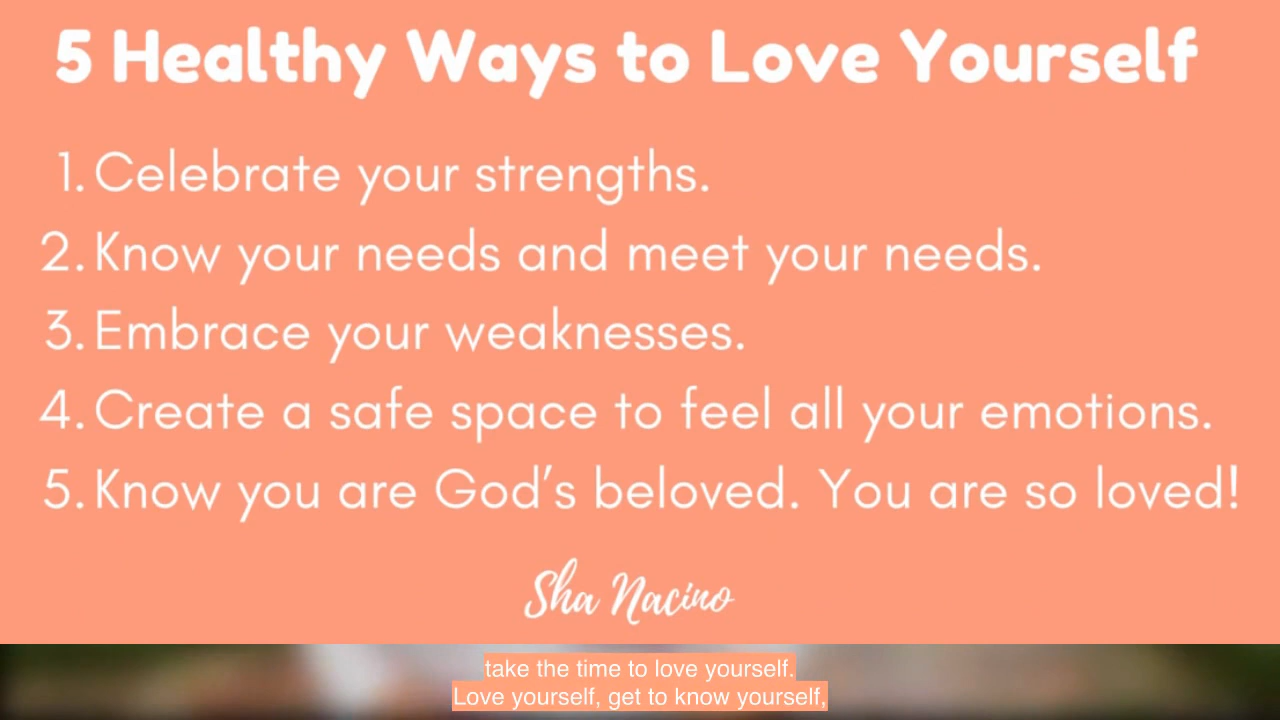 5 Healthy Ways to Love Yourself
1. Celebrate your strengths.
2. Know your needs and meet your needs.
3. Embrace your weaknesses.
4. Create a safe space to feel all your emotions.
5. Know you are God's beloved. You are so loved!
Sha Nacino
take the time to love yourself.
Love yourself, get to know yourself,